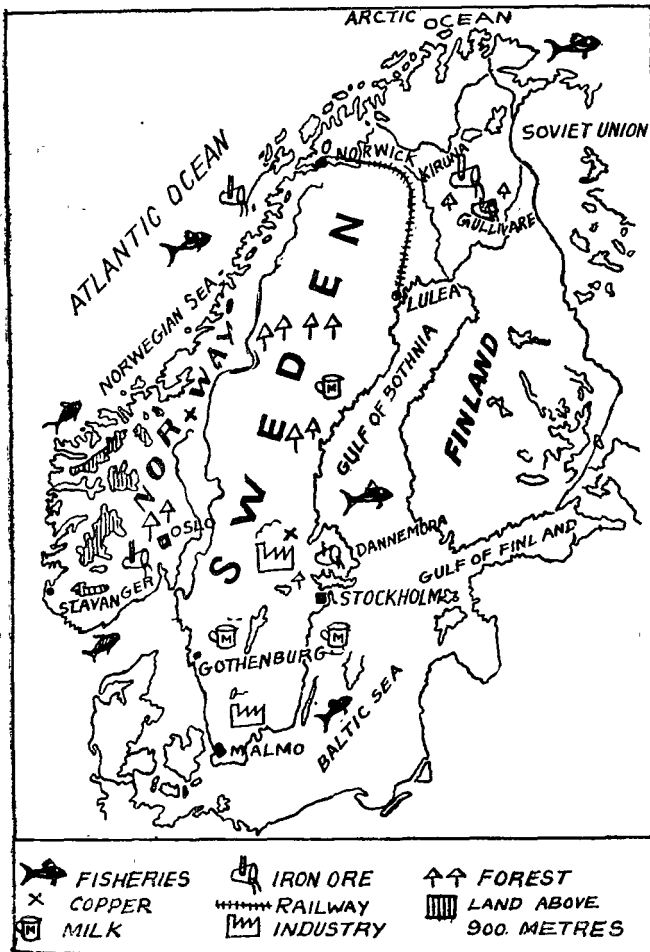 ARCTIC OCEAN
SOVIET UNION
NORWICK
KIRUNA
GULLIVARE
ATLANTIC OCEAN
NORWEGIAN SEA
LULEA
SWEDEN
NORWAY
GULF OF BOTHNIA
FINLAND
OSLO
DANNEMORA
GULF OF FINLAND
STAVANGER
STOCKHOLM
M
M
M
GOTHENBURG
BALTIC SEA
MALMO
FISHERIES
IRON ORE
FOREST
COPPER
RAILWAY
LAND ABOVE
M MILK
INDUSTRY
900. METRES